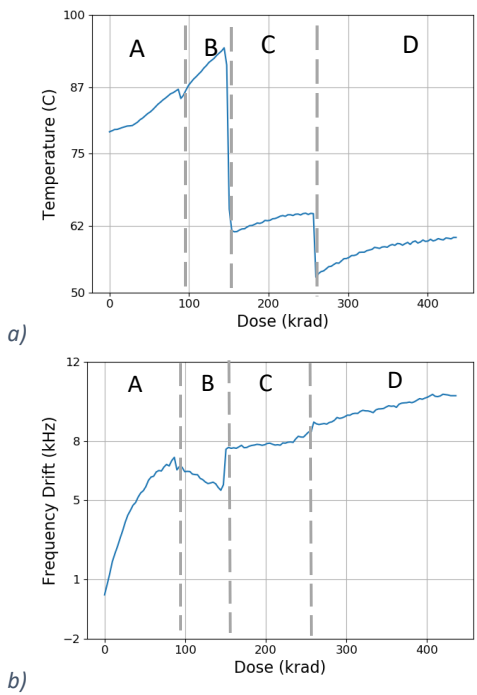 100
A
B
C
D
87
75
62
50
0
100
200
300
400
Temperature (C)
Dose (krad)
a)
12
A
B
C
D
8
5
1
−2
0
100
200
300
400
Frequency Drift (kHz)
Dose (krad)
b)